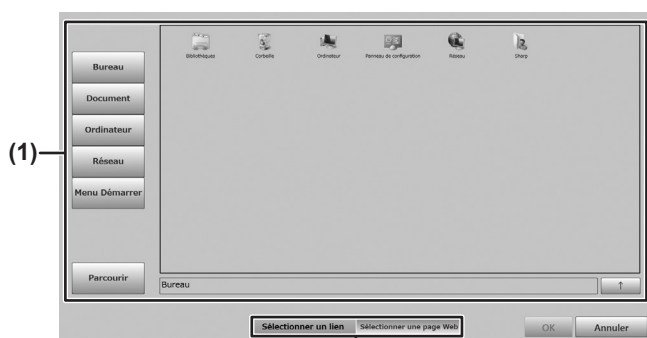 Bibliothèques Corbeille Ordinateur Panneau de configuration Réseau Sharp
Bureau
Document
Ordinateur
(1)
Réseau
Menu Démarrer
Parcourir
Bureau
↑
Sélectionner un lien Sélectionner une page Web
OK Annuler